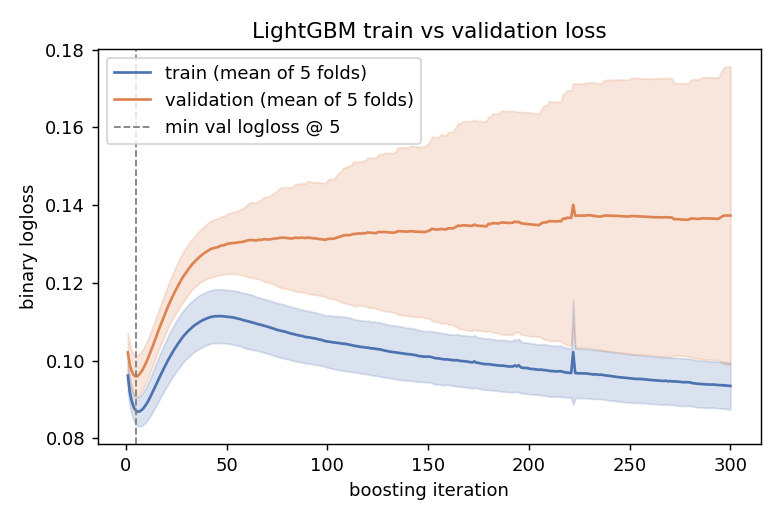 LightGBM train vs validation loss
train (mean of 5 folds)
validation (mean of 5 folds)
min val logloss @ 5
binary logloss
0.18
0.16
0.14
0.12
0.10
0.08
0 50 100 150 200 250 300
boosting iteration